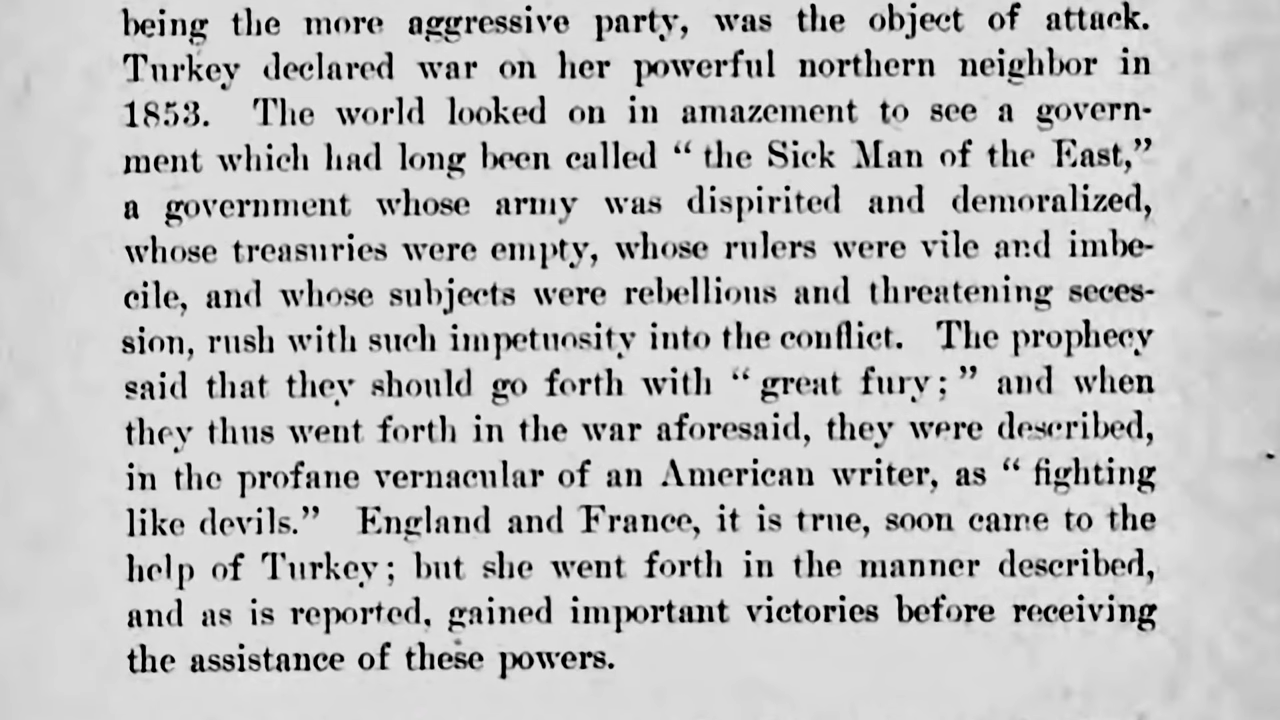 being the more aggressive party, was the object of attack.
Turkey declared war on her powerful northern neighbor in
1853. The world looked on in amazement to see a govern-
ment which had long been called “ the Sick Man of the East,”
a government whose army was dispirited and demoralized,
whose treasuries were empty, whose rulers were vile and imbe-
cile, and whose subjects were rebellious and threatening seces-
sion, rush with such impetuosity into the conflict. The prophecy
said that they should go forth with “ great fury; ” and when
they thus went forth in the war aforesaid, they were described,
in the profane vernacular of an American writer, as “ fighting
like devils.” England and France, it is true, soon came to the
help of Turkey; but she went forth in the manner described,
and as is reported, gained important victories before receiving
the assistance of these powers.